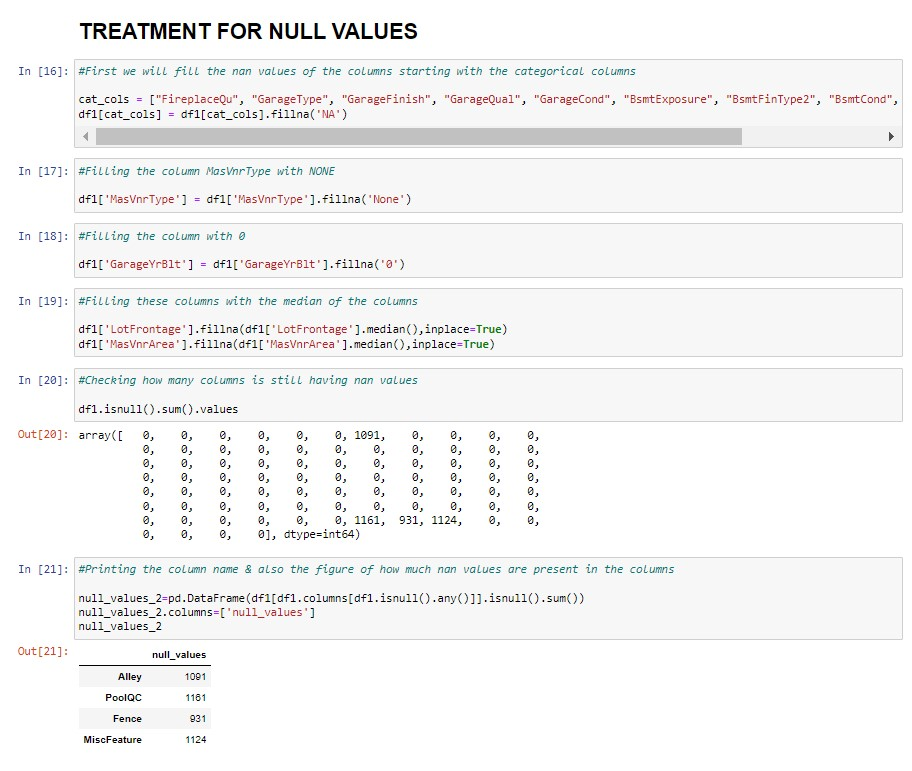 TREATMENT FOR NULL VALUES
In [16]: #First we will fill the nan values of the columns starting with the categorical columns
cat_cols = ["FireplaceQu", "GarageType", "GarageFinish", "GarageQual", "GarageCond", "BsmtExposure", "BsmtFinType2", "BsmtCond",
df1[cat_cols] = df1[cat_cols].fillna('NA')
In [17]: #Filling the column MasVnrType with NONE
df1['MasVnrType'] = df1['MasVnrType'].fillna('None')
In [18]: #Filling the column with 0
df1['GarageYrBlt'] = df1['GarageYrBlt'].fillna('0')
In [19]: #Filling these columns with the median of the columns
df1['LotFrontage'].fillna(df1['LotFrontage'].median(),inplace=True)
df1['MasVnrArea'].fillna(df1['MasVnrArea'].median(),inplace=True)
In [20]: #Checking how many columns is still having nan values
df1.isnull().sum().values
Out[20]: array([   0,    0,    0,    0,    0,    0, 1091,    0,    0,    0,    0,
0,    0,    0,    0,    0,    0,    0,    0,    0,    0,    0,
0,    0,    0,    0,    0,    0,    0,    0,    0,    0,    0,
0,    0,    0,    0,    0,    0,    0,    0,    0,    0,    0,
0,    0,    0,    0,    0,    0,    0,    0,    0,    0,    0,
0,    0,    0,    0,    0,    0,    0,    0,    0,    0,    0,
0,    0,    0,    0,    0,    0, 1161,  931, 1124,    0,    0,
0,    0,    0,    0], dtype=int64)
In [21]: #Printing the column name & also the figure of how much nan values are present in the columns
null_values_2=pd.DataFrame(df1[df1.columns[df1.isnull().any()]].isnull().sum())
null_values_2.columns=['null_values']
null_values_2
Out[21]:
null_values
Alley 1091
PoolQC 1161
Fence 931
MiscFeature 1124